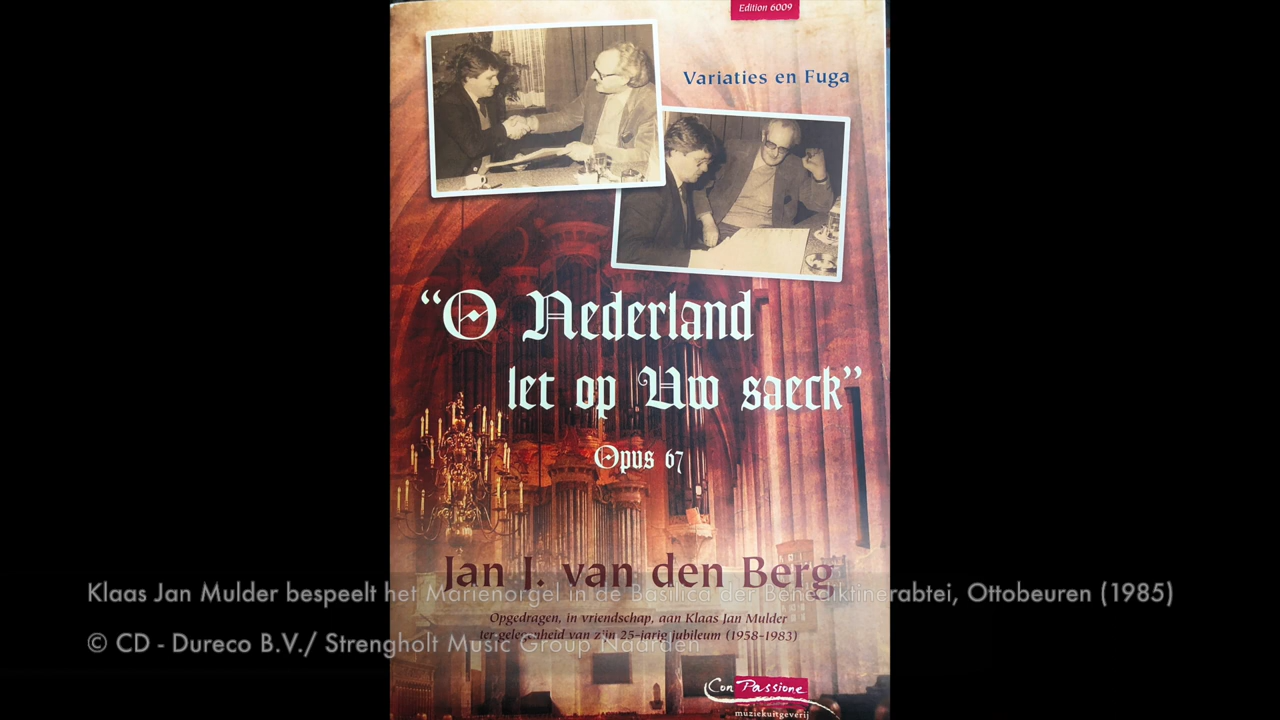 Edition 6009
Variaties en Fuga
“O Nederland
let op Uw saeck”
Opus 67
Jan J. van den Berg
Klaas Jan Mulder bespeelt het Marienorgel in de Basilica der Benediktinerabtei, Ottobeuren (1985)
Opgedragen, in vriendschap, aan Klaas Jan Mulder
ter gelegenheid van zijn 25-jarig jubileum (1958-1983)
© CD - Dureco B.V./ Strengholt Music Group Naarden
Con Passione
muziekuitgeverij